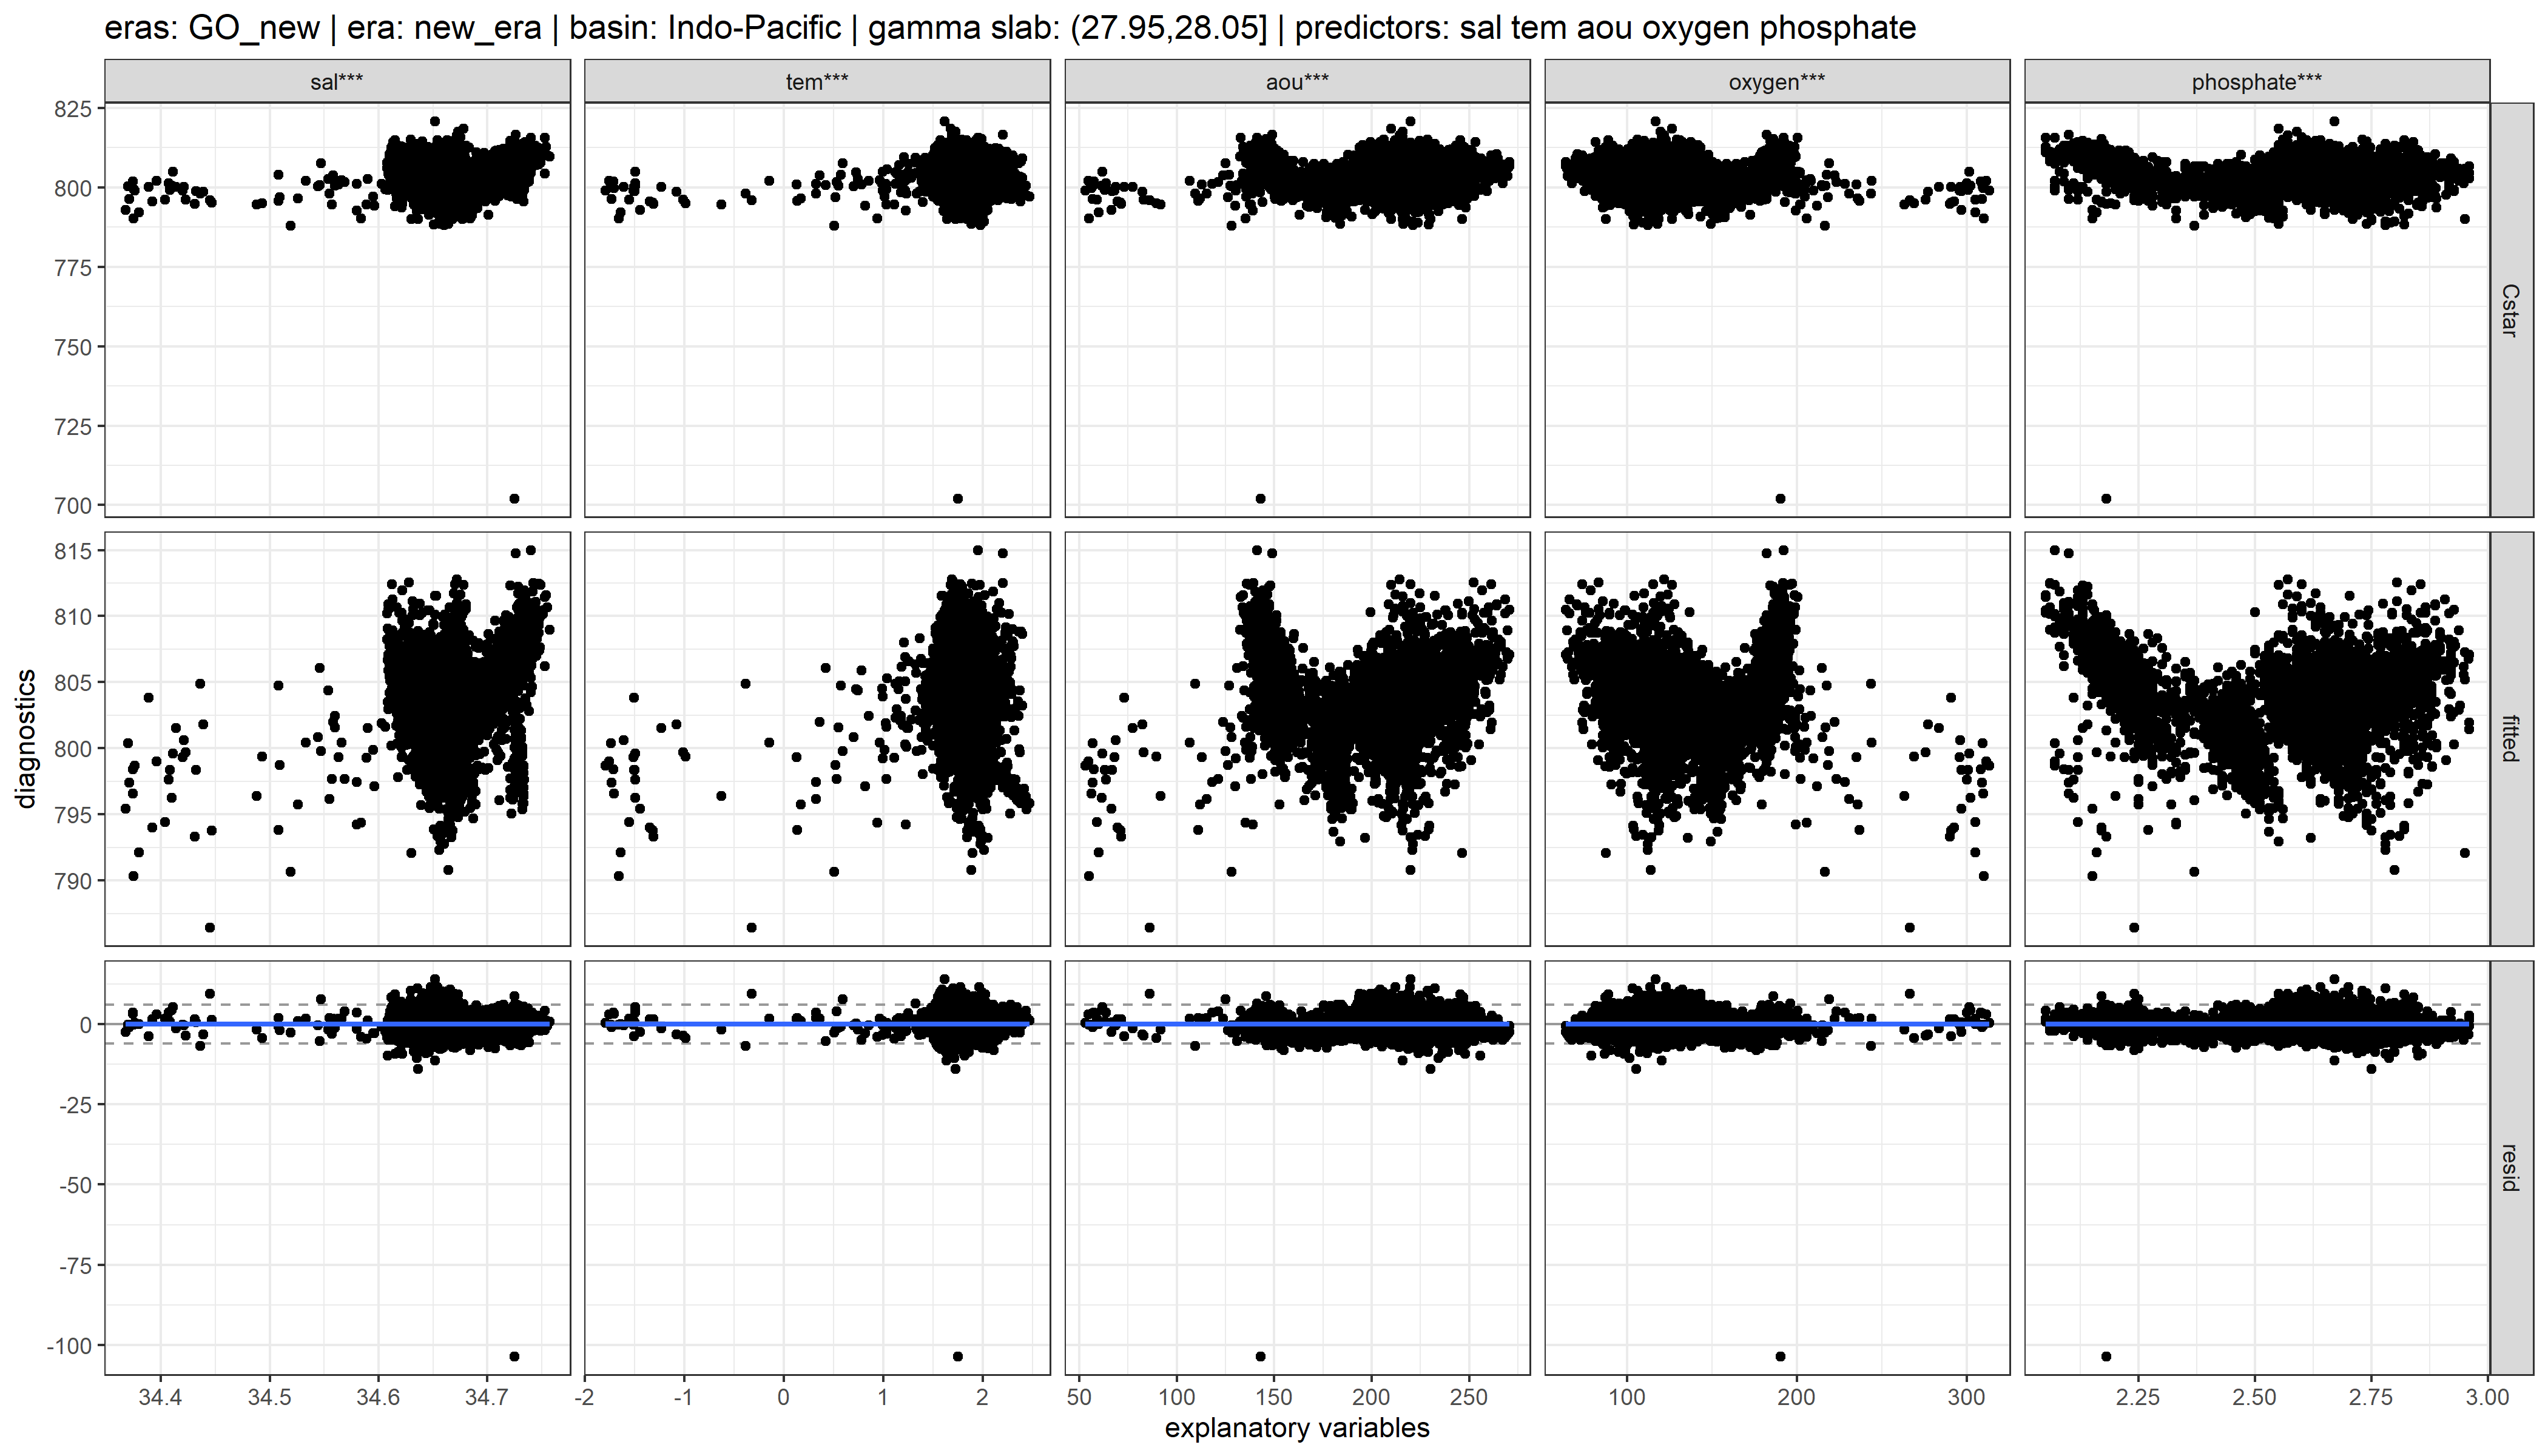 eras: GO_new | era: new_era | basin: Indo-Pacific | gamma slab: (27.95,28.05] | predictors: sal tem aou oxygen phosphate
sal*** tem*** aou*** oxygen*** phosphate***
825
800
775
750
725
700
Cstar
815
810
805
800
795
790
fitted
diagnostics
0
-25
-50
-75
-100
resid
34.4 34.5 34.6 34.7 -2 -1 0 1 2 50 100 150 200 250 100 200 300 2.25 2.50 2.75 3.00
explanatory variables